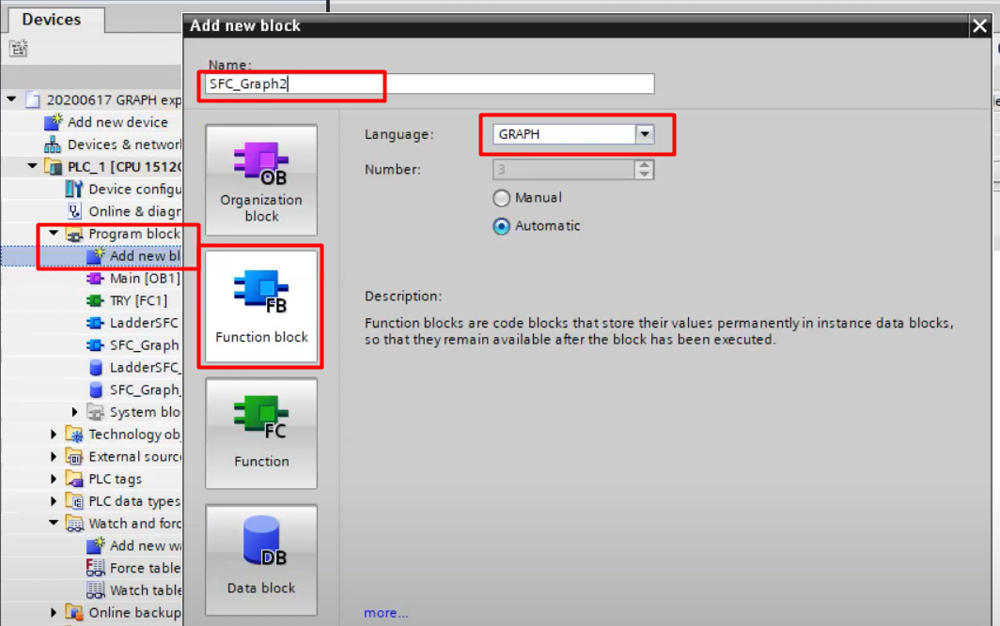 Devices
Add new block
Name:
SFC_Graph2
20200617 GRAPH exp
Add new device
Devices & networ
PLC_1 [CPU 1512C
Device configu
Online & diagn
Program block
Add new bl
Main [OB1]
TRY [FC1]
LadderSFC
SFC_Graph
LadderSFC_
SFC_Graph_
System blo
Technology ob
External source
PLC tags
PLC data types
Watch and forc
Add new wa
Force table
Watch table
Online backup
OB
Organization
block
FB
Function block
FC
Function
DB
Data block
Language:
GRAPH
Number:
3
Manual
Automatic
Description:
Function blocks are code blocks that store their values permanently in instance data blocks,
so that they remain available after the block has been executed.
more...